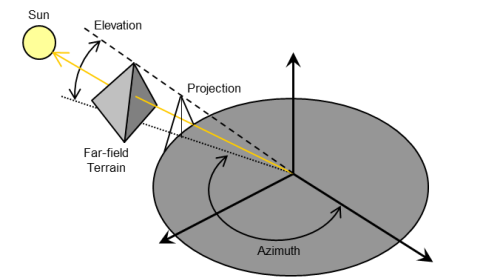 Sun
Elevation
Projection
Far-field
Terrain
Azimuth